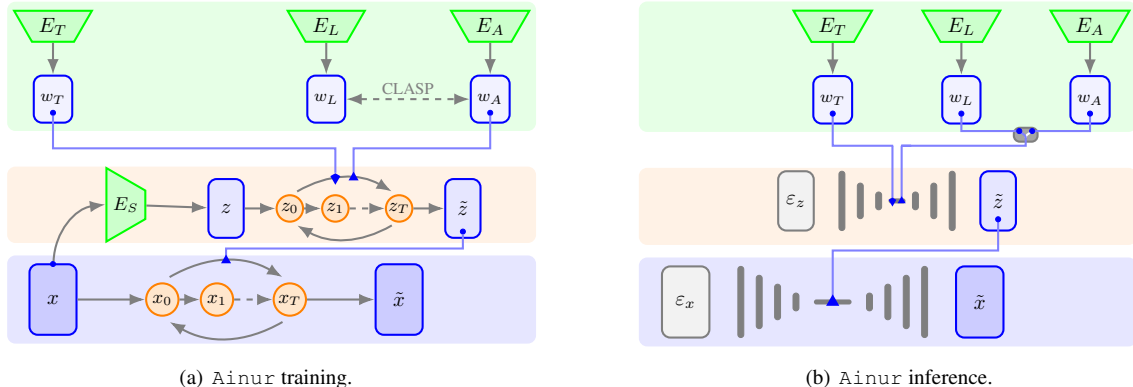 E_T E_L E_A
w_T w_L CLASP w_A
E_S z z_0 z_1 z_T z̃
x x_0 x_1 x_T x̃
(a) Ainur training.
E_T E_L E_A
w_T w_L w_A
ε_z z̃
ε_x x̃
(b) Ainur inference.